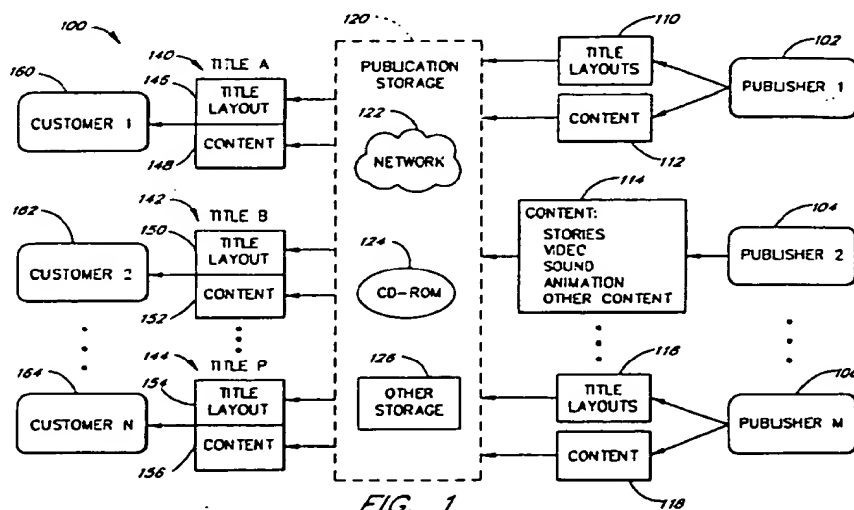 100
160
CUSTOMER 1
140
TITLE A
146
TITLE
LAYOUT
CONTENT
148
162
CUSTOMER 2
142
TITLE B
150
TITLE
LAYOUT
CONTENT
152
164
CUSTOMER N
144
TITLE P
154
TITLE
LAYOUT
CONTENT
156
120
PUBLICATION
STORAGE
122
NETWORK
124
CD-ROM
126
OTHER
STORAGE
110
TITLE
LAYOUTS
CONTENT
112
102
PUBLISHER 1
114
CONTENT:
STORIES
VIDEO
SOUND
ANIMATION
OTHER CONTENT
104
PUBLISHER 2
116
TITLE
LAYOUTS
CONTENT
118
106
PUBLISHER M
FIG. 1